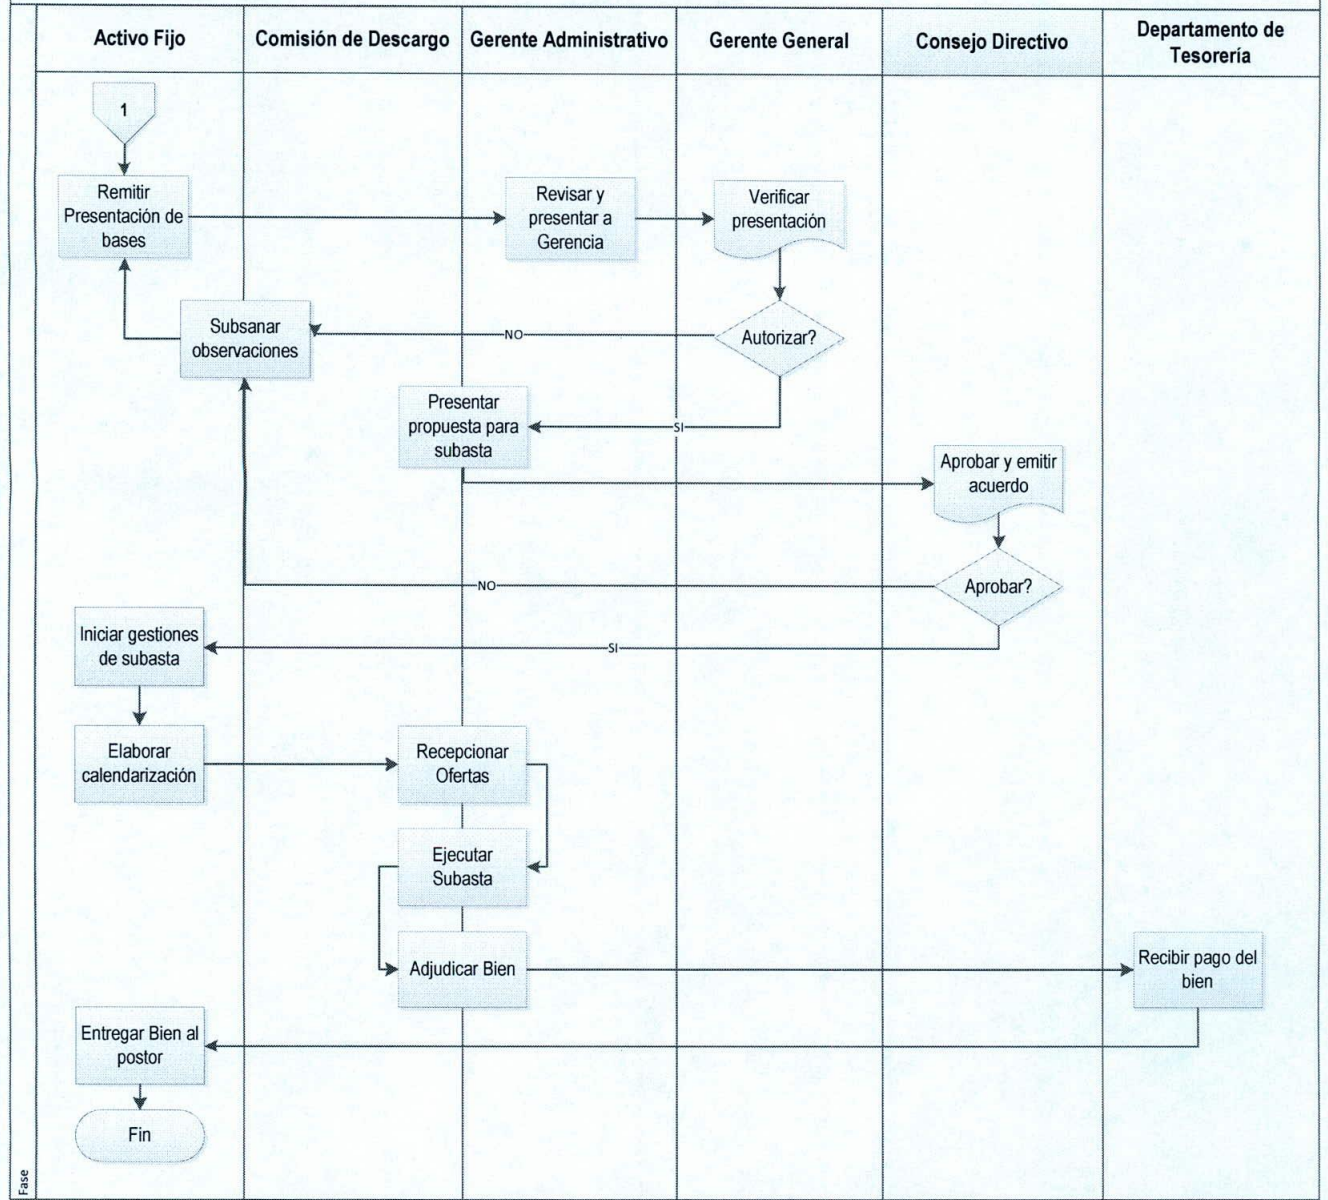 Activo Fijo
Comisión de Descargo
Gerente Administrativo
Gerente General
Consejo Directivo
Departamento de
Tesorería
1
Remitir
Presentación de
bases
Revisar y
presentar a
Gerencia
Verificar
presentación
Subsanar
observaciones
NO
Autorizar?
Presentar
propuesta para
subasta
SI
Aprobar y emitir
acuerdo
NO
Aprobar?
Iniciar gestiones
de subasta
SI
Elaborar
calendarización
Recepcionar
Ofertas
Ejecutar
Subasta
Adjudicar Bien
Recibir pago del
bien
Entregar Bien al
postor
Fin
Fase